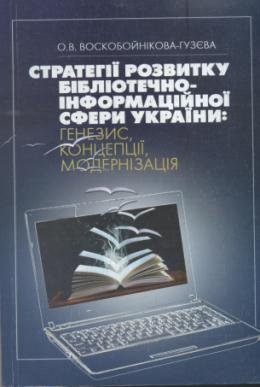 О.В. ВОСКОБОЙНІКОВА-ГУЗЄВА
СТРАТЕГІЇ РОЗВИТКУ
БІБЛІОТЕЧНО-
ІНФОРМАЦІЙНОЇ
СФЕРИ УКРАЇНИ:
ГЕНЕЗИС,
КОНЦЕПЦІЇ,
МОДЕРНІЗАЦІЯ